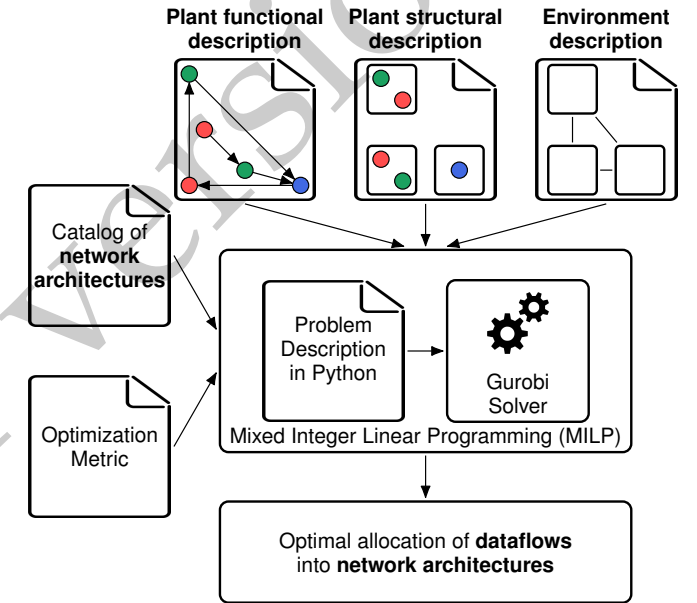 Plant functional
description
Plant structural
description
Environment
description
Catalog of
network
architectures
Problem
Description
in Python
Gurobi
Solver
Optimization
Metric
Mixed Integer Linear Programming (MILP)
Optimal allocation of dataflows
into network architectures